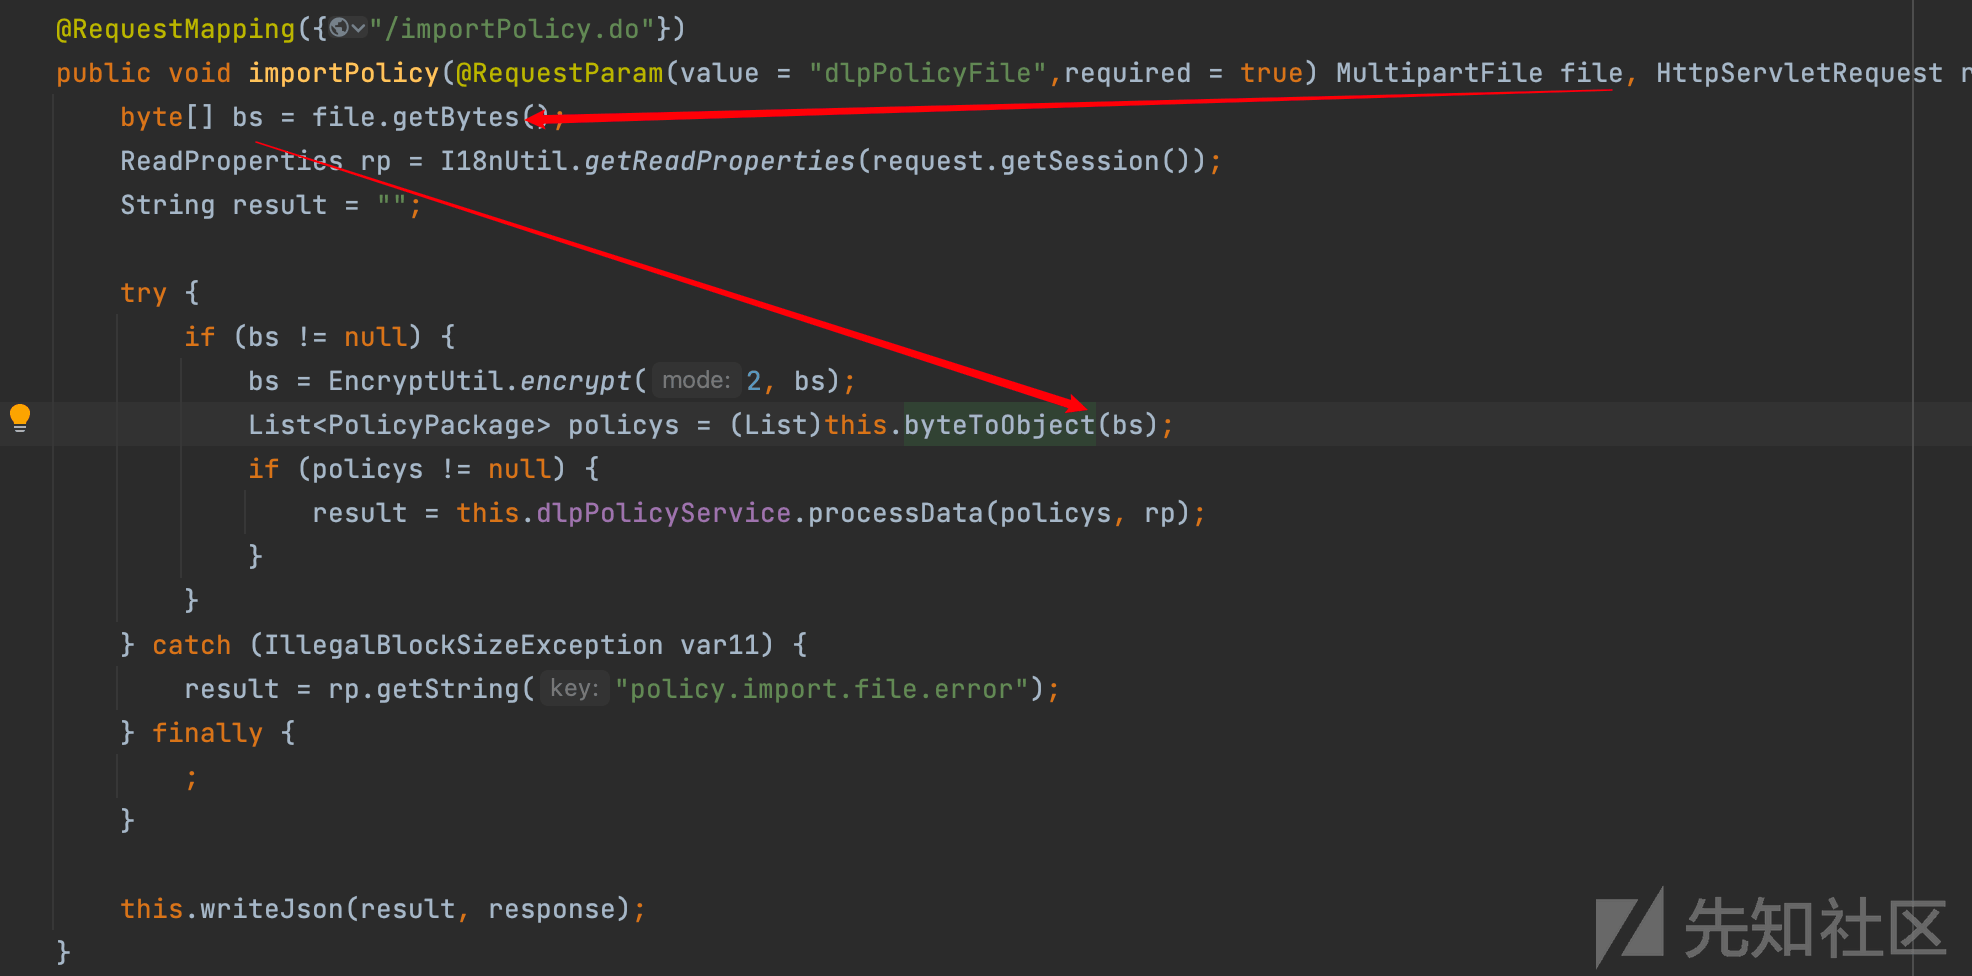 @RequestMapping({"/importPolicy.do"})
public void importPolicy(@RequestParam(value = "dlpPolicyFile",required = true) MultipartFile file, HttpServletRequest r
byte[] bs = file.getBytes();
ReadProperties rp = I18nUtil.getReadProperties(request.getSession());
String result = "";
try {
if (bs != null) {
bs = EncryptUtil.encrypt( mode: 2, bs);
List<PolicyPackage> policys = (List)this.byteToObject(bs);
if (policys != null) {
result = this.dlpPolicyService.processData(policys, rp);
}
}
} catch (IllegalBlockSizeException var11) {
result = rp.getString( key: "policy.import.file.error");
} finally {
;
}
this.writeJson(result, response);
}
先知社区